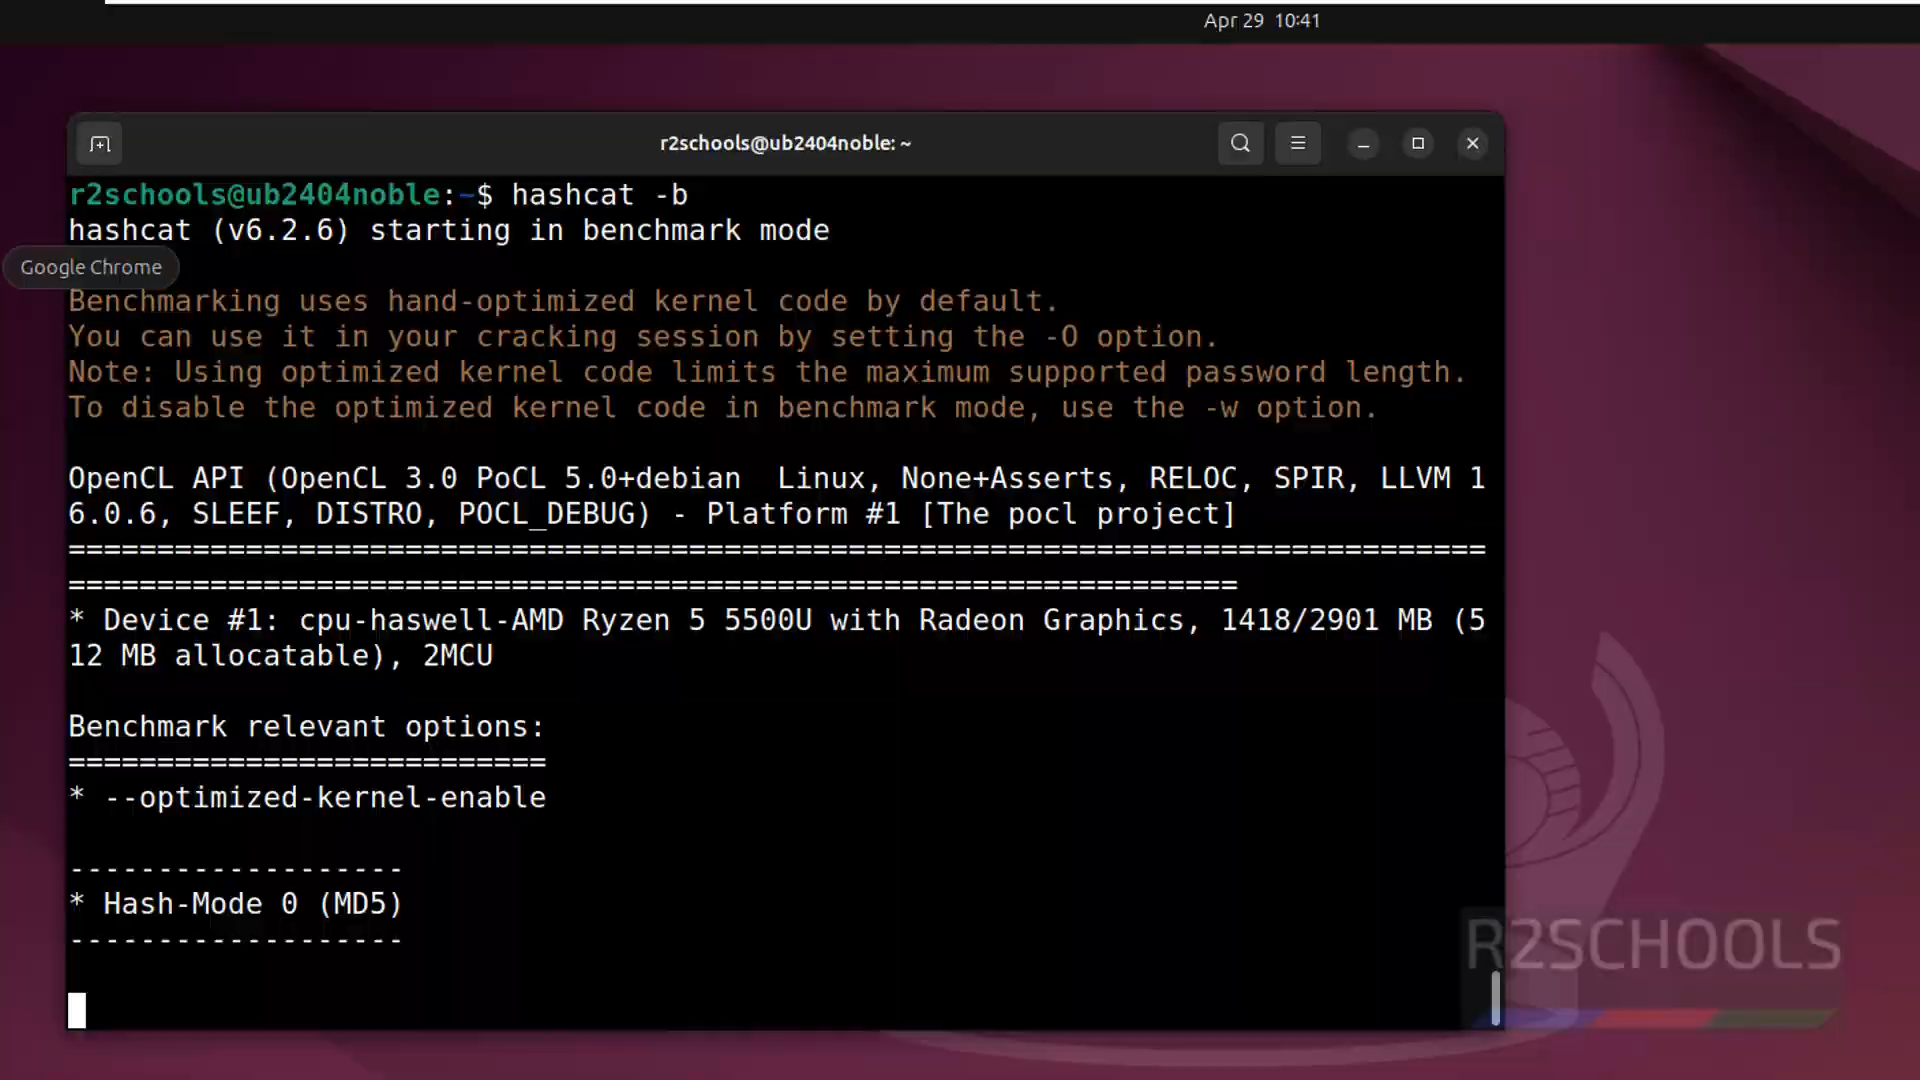 Apr 29 10:41
r2schools@ub2404noble: ~
r2schools@ub2404noble:~$ hashcat -b
hashcat (v6.2.6) starting in benchmark mode
Google Chrome
Benchmarking uses hand-optimized kernel code by default.
You can use it in your cracking session by setting the -O option.
Note: Using optimized kernel code limits the maximum supported password length.
To disable the optimized kernel code in benchmark mode, use the -w option.
OpenCL API (OpenCL 3.0 PoCL 5.0+debian  Linux, None+Asserts, RELOC, SPIR, LLVM 1
6.0.6, SLEEF, DISTRO, POCL_DEBUG) - Platform #1 [The pocl project]
================================================================================
==================================================================
* Device #1: cpu-haswell-AMD Ryzen 5 5500U with Radeon Graphics, 1418/2901 MB (5
12 MB allocatable), 2MCU
Benchmark relevant options:
===========================
* --optimized-kernel-enable
-------------------
* Hash-Mode 0 (MD5)
-------------------
R2SCHOOLS